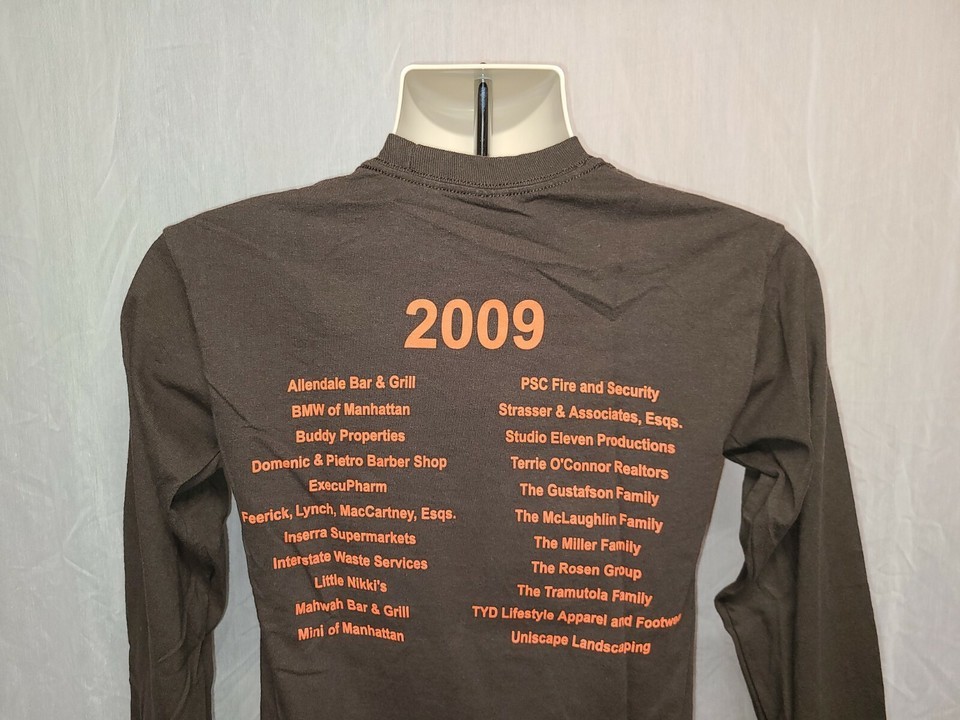 2009
Allendale Bar & Grill
BMW of Manhattan
Buddy Properties
Domenic & Pietro Barber Shop
ExecuPharm
Feerick, Lynch, MacCartney, Esqs.
Inserra Supermarkets
Interstate Waste Services
Little Nikki's
Mahwah Bar & Grill
Mini of Manhattan
PSC Fire and Security
Strasser & Associates, Esqs.
Studio Eleven Productions
Terrie O'Connor Realtors
The Gustafson Family
The McLaughlin Family
The Miller Family
The Rosen Group
The Tramutola Family
TYD Lifestyle Apparel and
Uniscape Landscaping